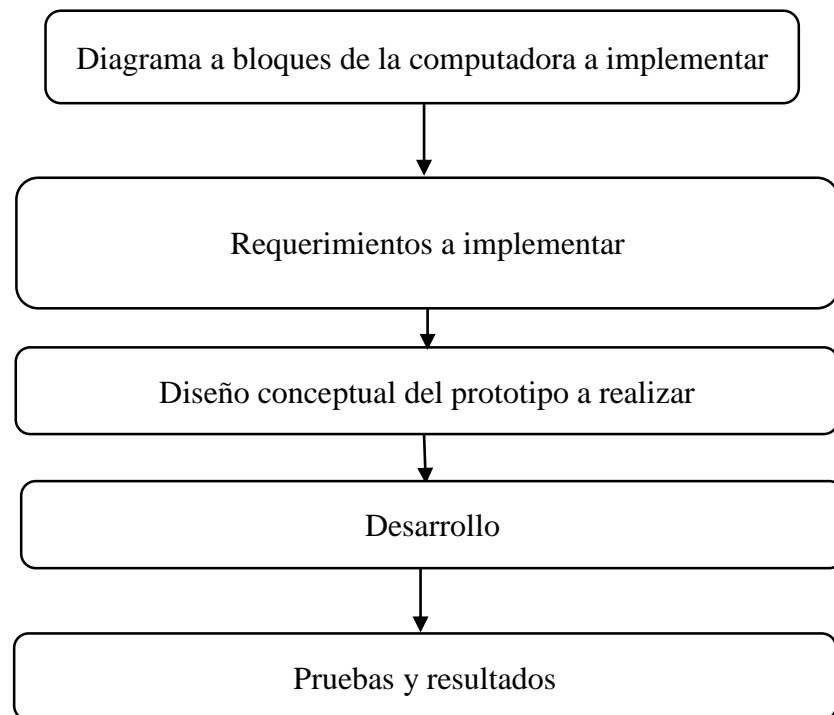 Diagrama a bloques de la computadora a implementar
Requerimientos a implementar
Diseño conceptual del prototipo a realizar
Desarrollo
Pruebas y resultados